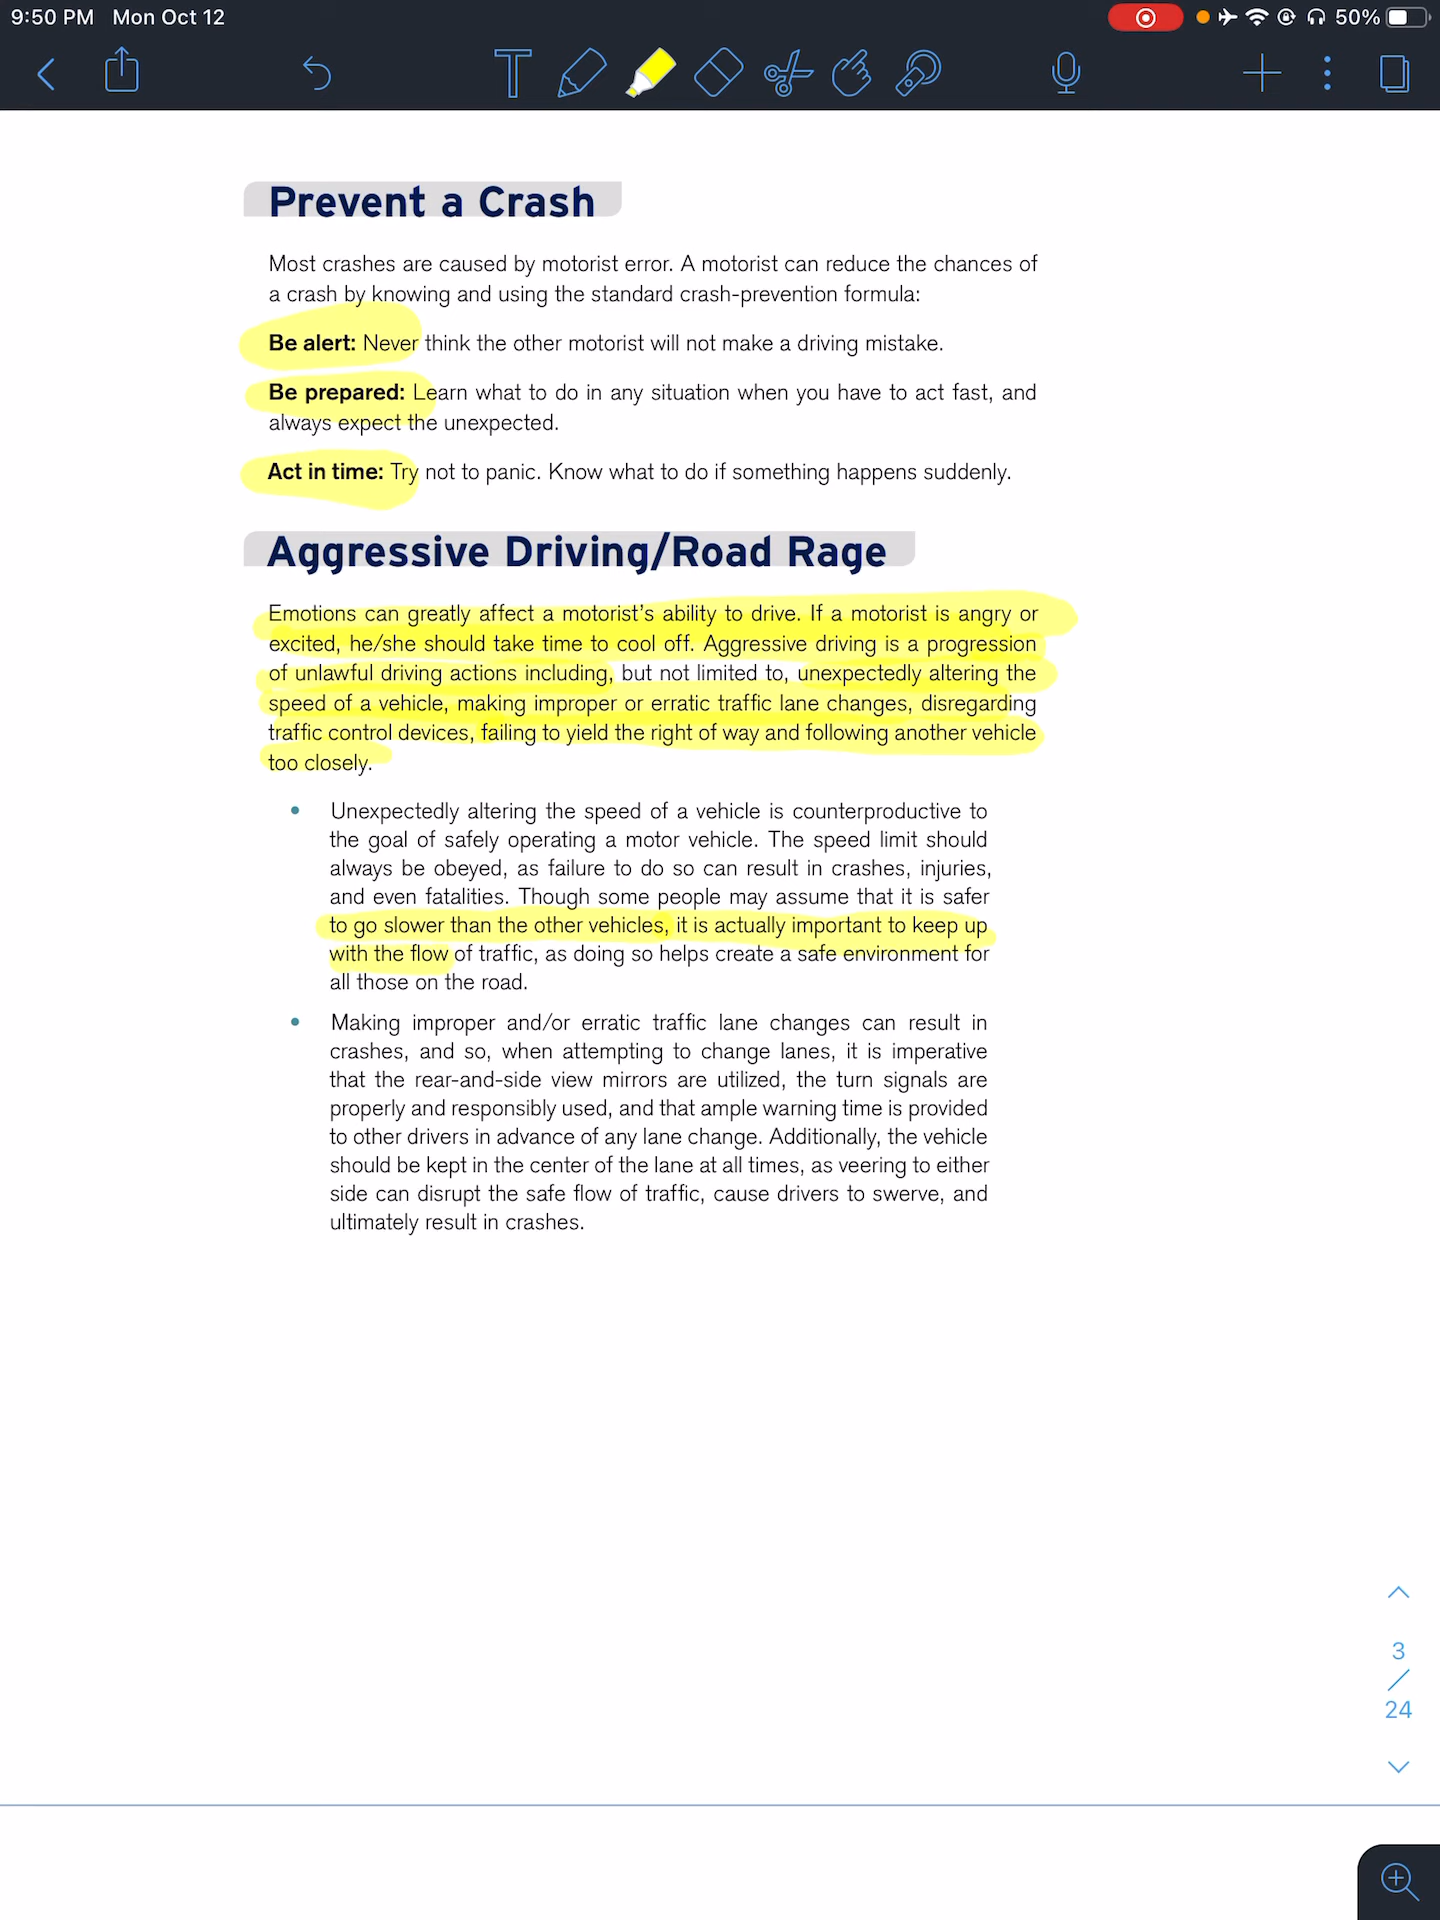 9:50 PM Mon Oct 12
50%
T
Prevent a Crash
Most crashes are caused by motorist error. A motorist can reduce the chances of
a crash by knowing and using the standard crash-prevention formula:
Be alert: Never think the other motorist will not make a driving mistake.
Be prepared: Learn what to do in any situation when you have to act fast, and
always expect the unexpected.
Act in time: Try not to panic. Know what to do if something happens suddenly.
Aggressive Driving/Road Rage
Emotions can greatly affect a motorist's ability to drive. If a motorist is angry or
excited, he/she should take time to cool off. Aggressive driving is a progression
of unlawful driving actions including, but not limited to, unexpectedly altering the
speed of a vehicle, making improper or erratic traffic lane changes, disregarding
traffic control devices, failing to yield the right of way and following another vehicle
too closely.
• Unexpectedly altering the speed of a vehicle is counterproductive to
the goal of safely operating a motor vehicle. The speed limit should
always be obeyed, as failure to do so can result in crashes, injuries,
and even fatalities. Though some people may assume that it is safer
to go slower than the other vehicles, it is actually important to keep up
with the flow of traffic, as doing so helps create a safe environment for
all those on the road.
• Making improper and/or erratic traffic lane changes can result in
crashes, and so, when attempting to change lanes, it is imperative
that the rear-and-side view mirrors are utilized, the turn signals are
properly and responsibly used, and that ample warning time is provided
to other drivers in advance of any lane change. Additionally, the vehicle
should be kept in the center of the lane at all times, as veering to either
side can disrupt the safe flow of traffic, cause drivers to swerve, and
ultimately result in crashes.
3
/
24